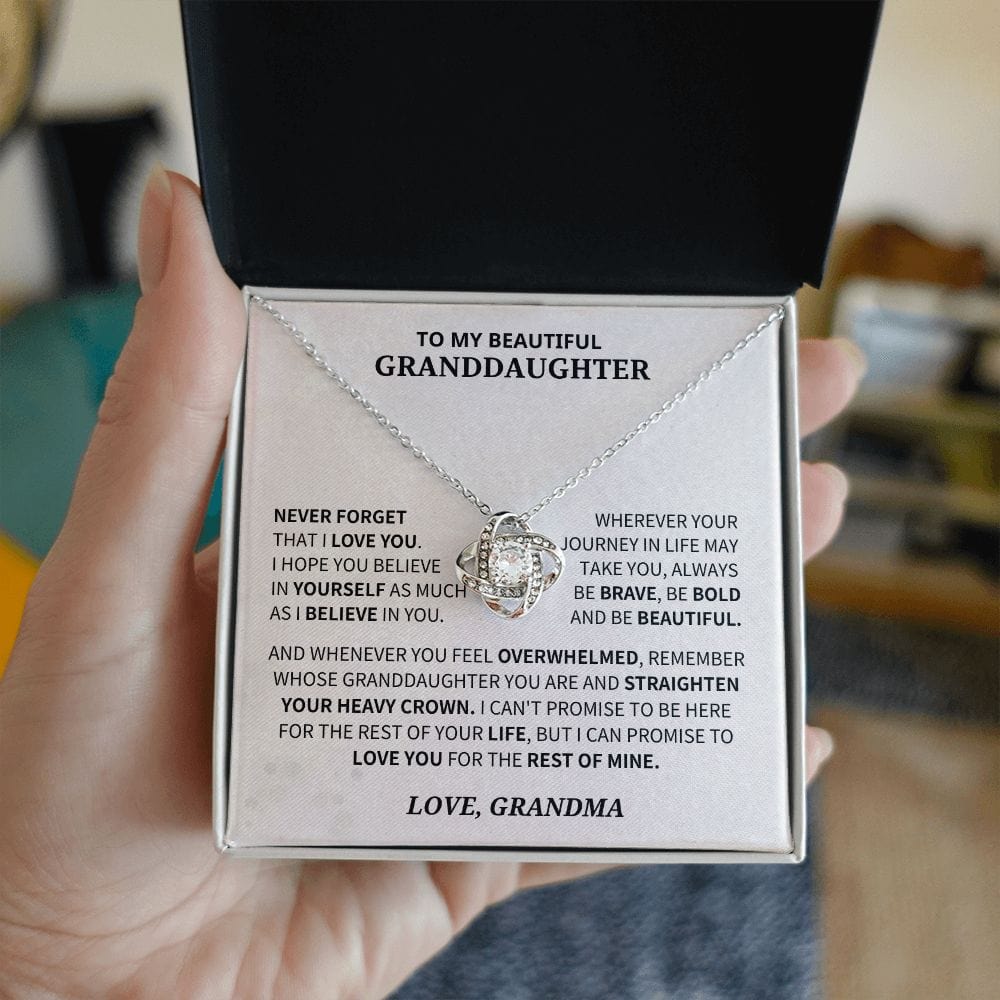 TO MY BEAUTIFUL
GRANDDAUGHTER
NEVER FORGET
THAT I LOVE YOU.
I HOPE YOU BELIEVE
IN YOURSELF AS MUCH
AS I BELIEVE IN YOU.
WHEREVER YOUR
JOURNEY IN LIFE MAY
TAKE YOU, ALWAYS
BE BRAVE, BE BOLD
AND BE BEAUTIFUL.
AND WHENEVER YOU FEEL OVERWHELMED, REMEMBER
WHOSE GRANDDAUGHTER YOU ARE AND STRAIGHTEN
YOUR HEAVY CROWN. I CAN'T PROMISE TO BE HERE
FOR THE REST OF YOUR LIFE, BUT I CAN PROMISE TO
LOVE YOU FOR THE REST OF MINE.
LOVE, GRANDMA